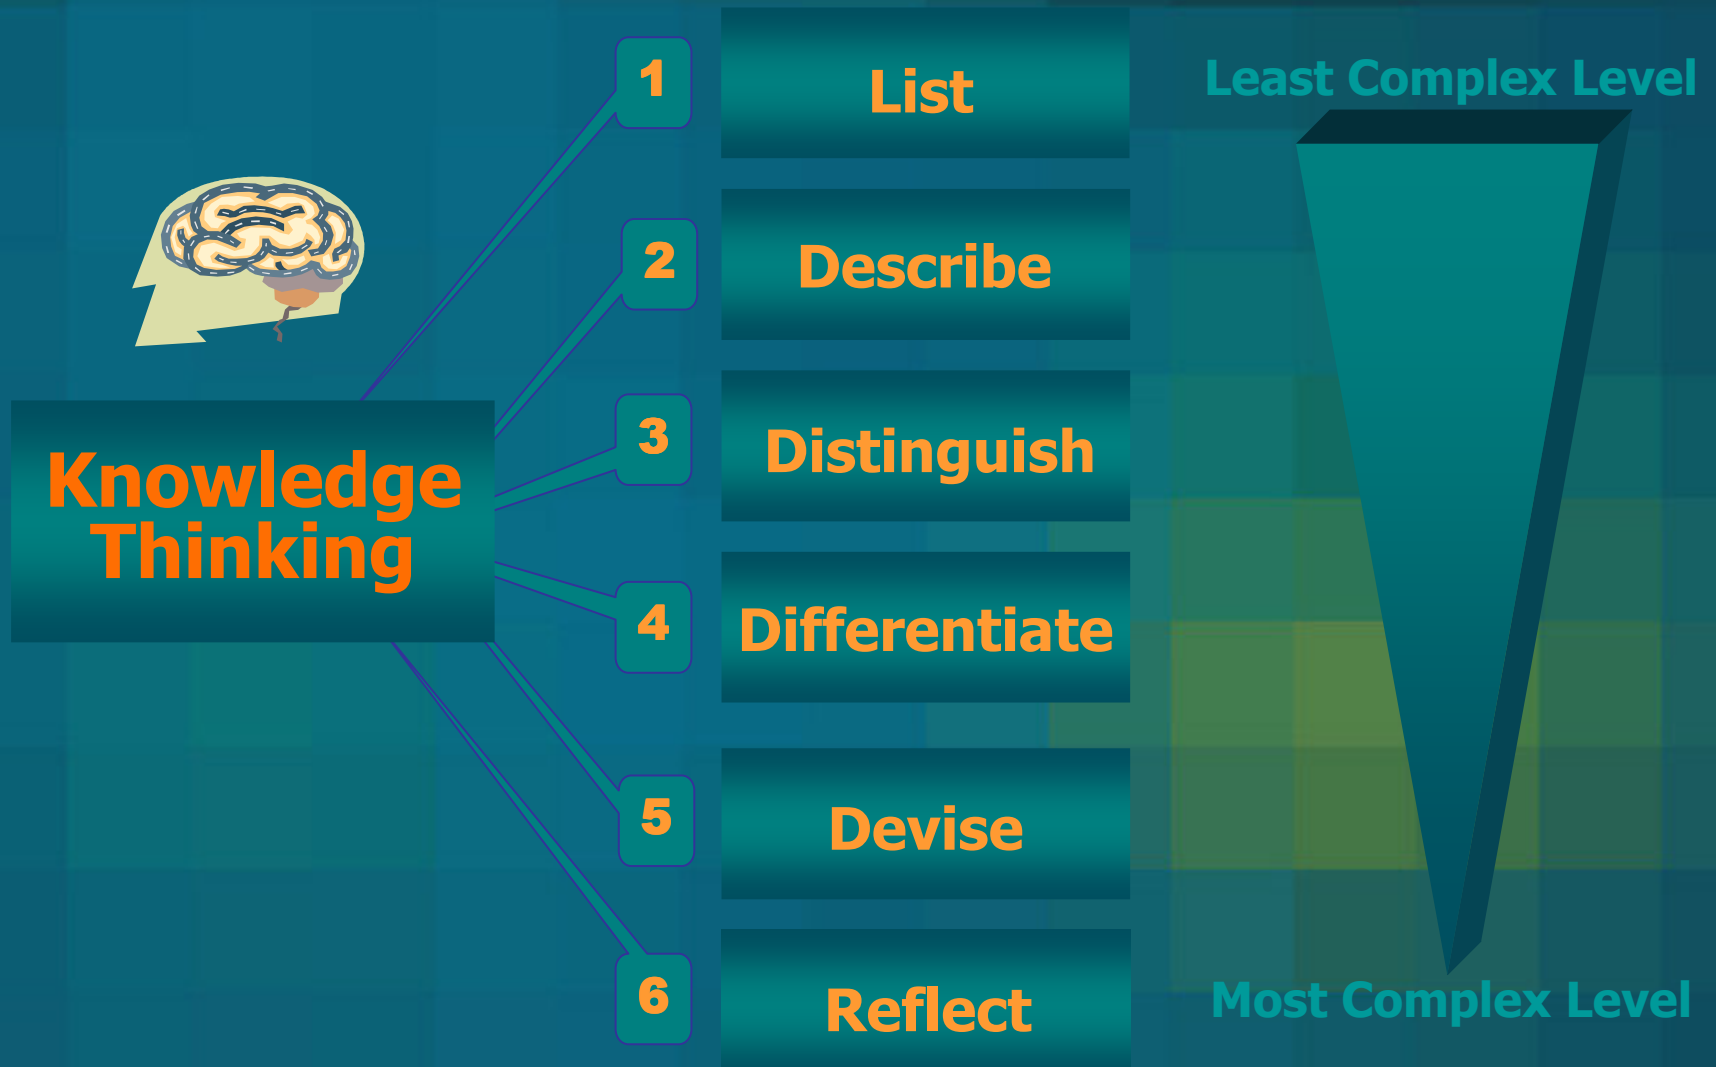 1
List
Least Complex Level
2
Describe
3
Distinguish
Knowledge
Thinking
4
Differentiate
5
Devise
6
Reflect
Most Complex Level